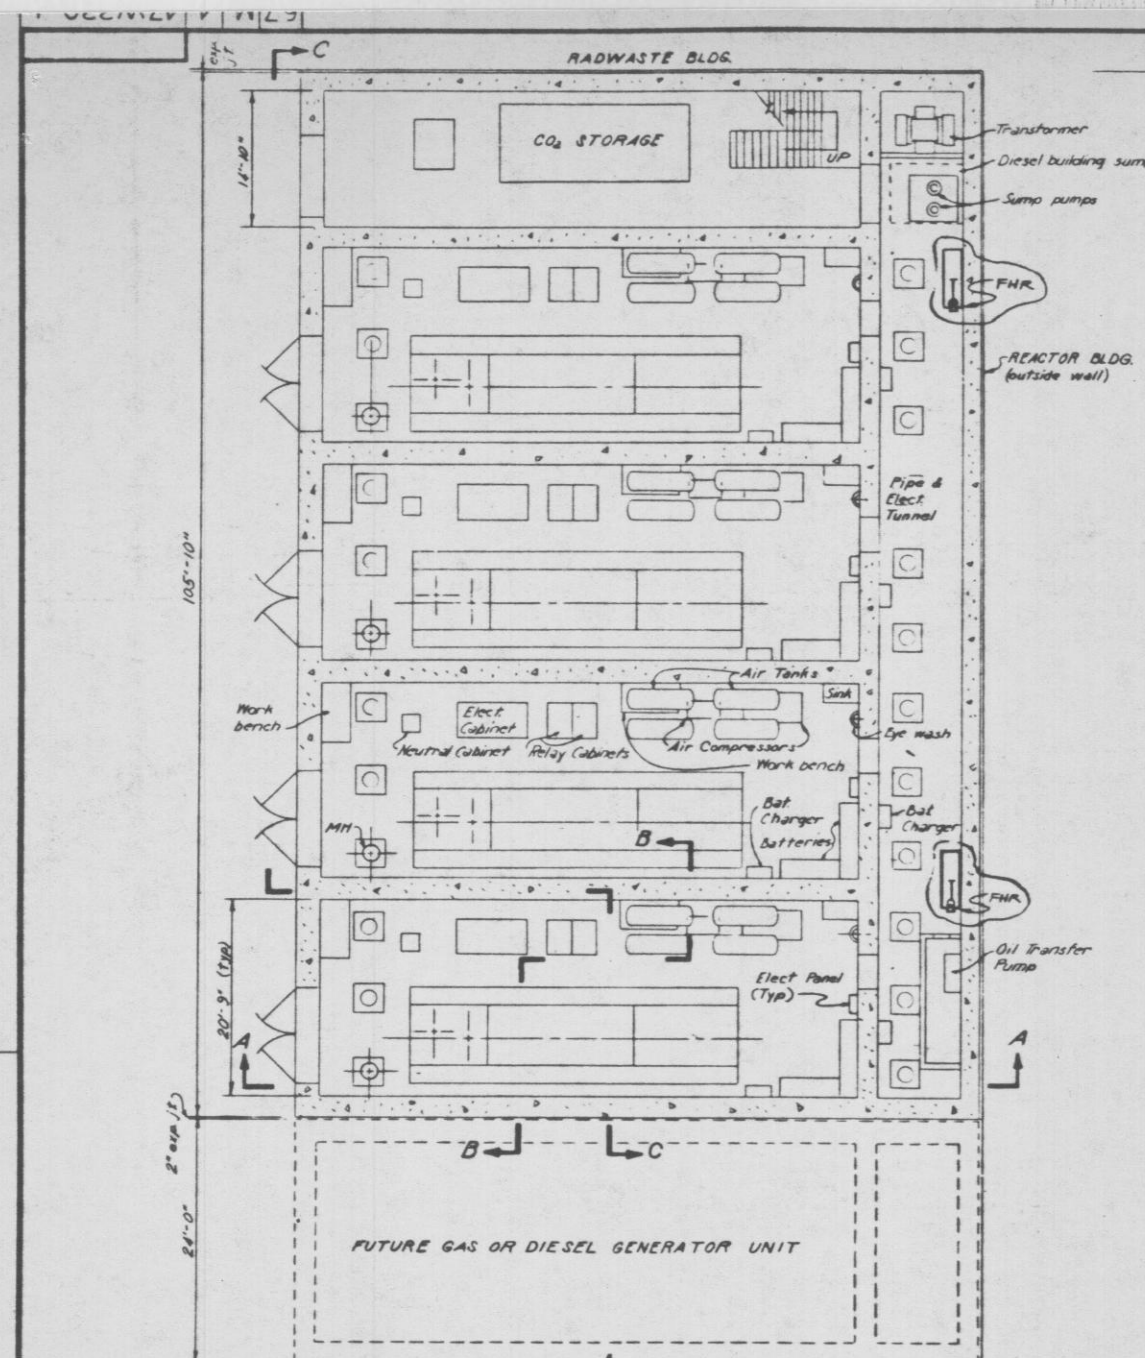 C
RADWASTE BLDG.
exp.
jt
14'-10"
CO₂ STORAGE
UP
Transformer
Diesel building sum
Sump pumps
FHR
REACTOR BLDG.
(outside wall)
Pipe &
Elect.
Tunnel
105'-10"
Work
bench
Neutral Cabinet
Elect.
Cabinet
Relay Cabinets
Air Tanks
Air Compressors
Work bench
Sink
Eye wash
MH
B
Bat.
Charger
Batteries
Bat
Charger
FHR
20'-9" (Typ)
Elect Panel
(Typ)
Oil Transfer
Pump
A
A
2" exp. jt
B
C
24'-0"
FUTURE GAS OR DIESEL GENERATOR UNIT